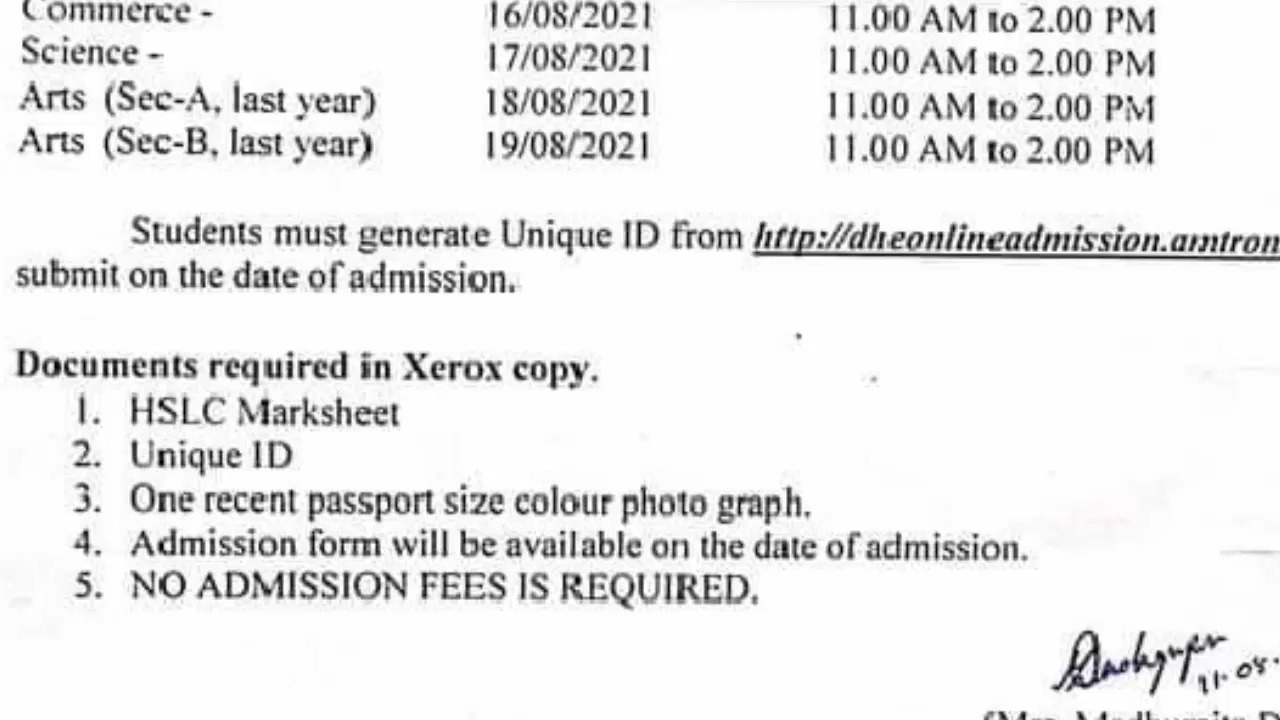 Commerce - 16/08/2021 11.00 AM to 2.00 PM
Science - 17/08/2021 11.00 AM to 2.00 PM
Arts (Sec-A, last year) 18/08/2021 11.00 AM to 2.00 PM
Arts (Sec-B, last year) 19/08/2021 11.00 AM to 2.00 PM
Students must generate Unique ID from http://dheonlineadmission.amtron
submit on the date of admission.
Documents required in Xerox copy.
1. HSLC Marksheet
2. Unique ID
3. One recent passport size colour photo graph.
4. Admission form will be available on the date of admission.
5. NO ADMISSION FEES IS REQUIRED.
11.08.
(Mrs. Madhumita D